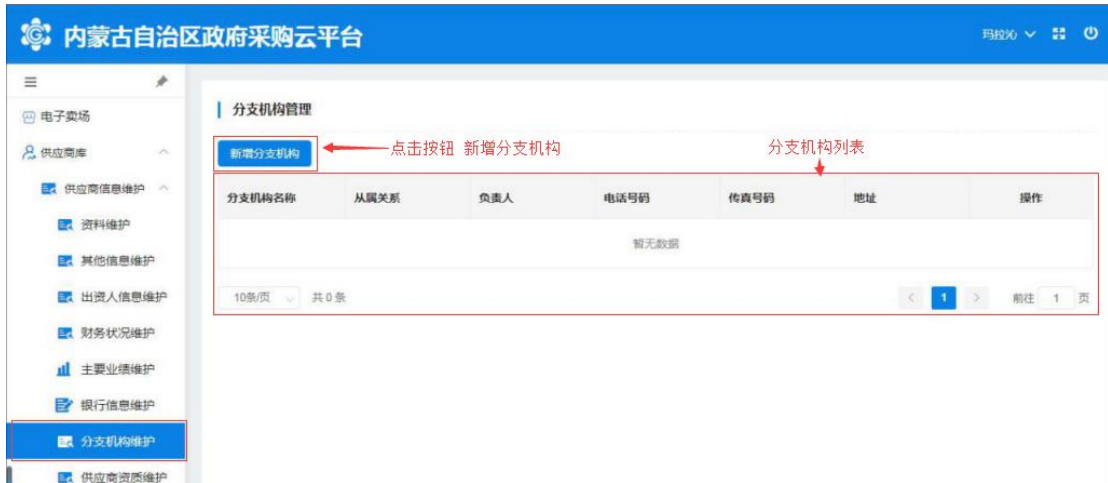 内蒙古自治区政府采购云平台
玛拉沁
电子卖场
分支机构管理
供应商库
新增分支机构
点击按钮 新增分支机构
分支机构列表
供应商信息维护
分支机构名称 从属关系 负责人 电话号码 传真号码 地址 操作
资料维护
暂无数据
其他信息维护
出资人信息维护
10条/页 共 0 条 < 1 > 前往 1 页
财务状况维护
主要业绩维护
银行信息维护
分支机构维护
供应商资质维护